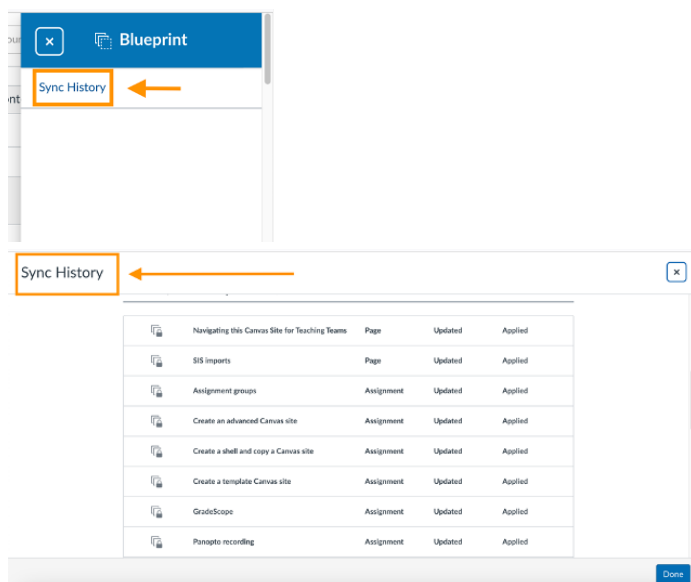 Blueprint
Sync History
Sync History
Navigating this Canvas Site for Teaching Teams Page Updated Applied
SIS imports Page Updated Applied
Assignment groups Assignment Updated Applied
Create an advanced Canvas site Assignment Updated Applied
Create a shell and copy a Canvas site Assignment Updated Applied
Create a template Canvas site Assignment Updated Applied
GradeScope Assignment Updated Applied
Panopto recording Assignment Updated Applied
Done